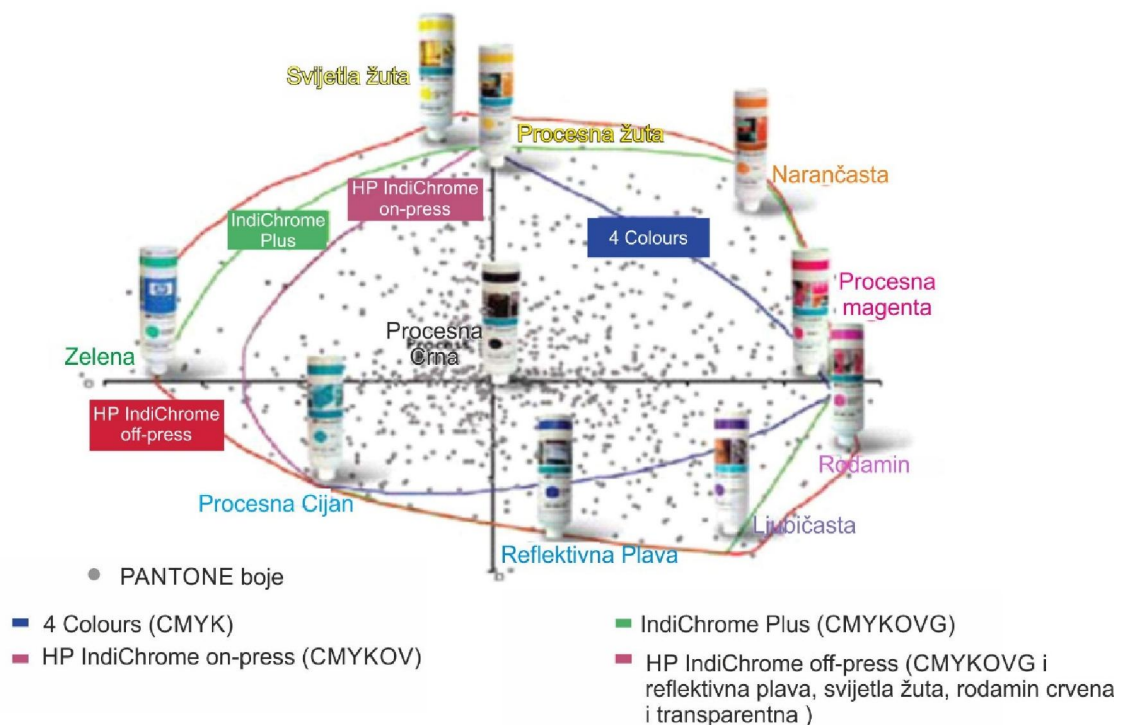 Svijetla žuta
Procesna žuta
Narančasta
HP IndiChrome
on-press
IndiChrome
Plus
4 Colours
Procesna
magenta
Procesna
Crna
Zelena
HP IndiChrome
off-press
Rodamin
Procesna Cijan
Ljubičasta
Reflektivna Plava
PANTONE boje
4 Colours (CMYK)
HP IndiChrome on-press (CMYKOV)
IndiChrome Plus (CMYKOVG)
HP IndiChrome off-press (CMYKOVG i
reflektivna plava, svijetla žuta, rodamin crvena
i transparentna )